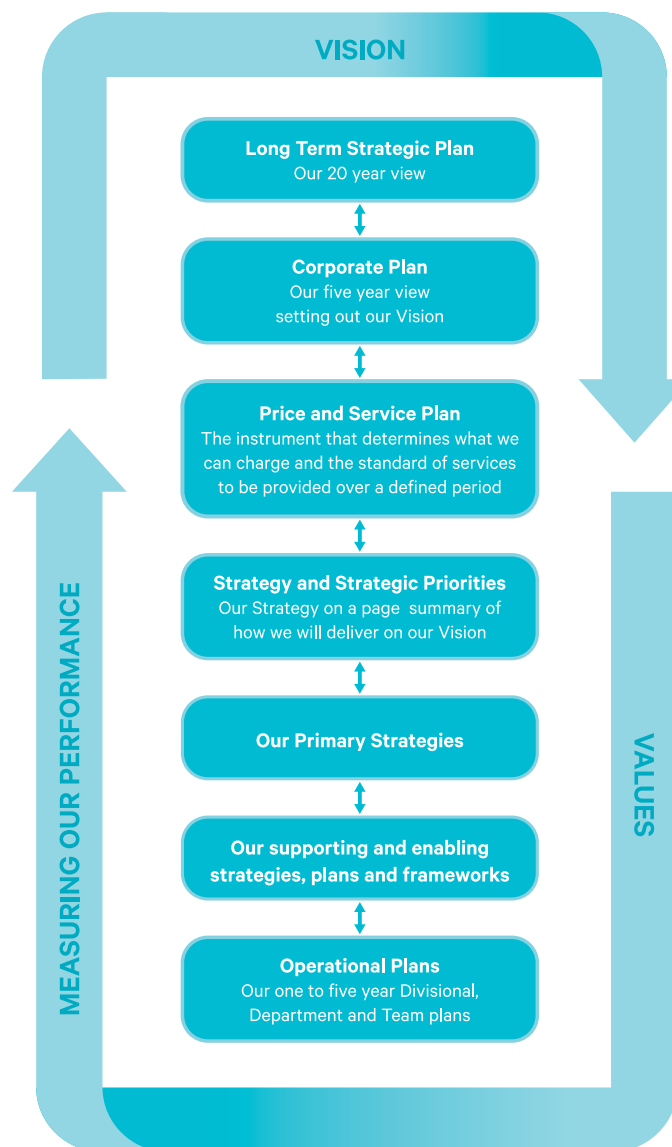 VISION
Long Term Strategic Plan
Our 20 year view
Corporate Plan
Our five year view
setting out our Vision
Price and Service Plan
The instrument that determines what we
can charge and the standard of services
to be provided over a defined period
Strategy and Strategic Priorities
Our Strategy on a page summary of
how we will deliver on our Vision
Our Primary Strategies
Our supporting and enabling
strategies, plans and frameworks
Operational Plans
Our one to five year Divisional,
Department and Team plans
VALUES
MEASURING OUR PERFORMANCE